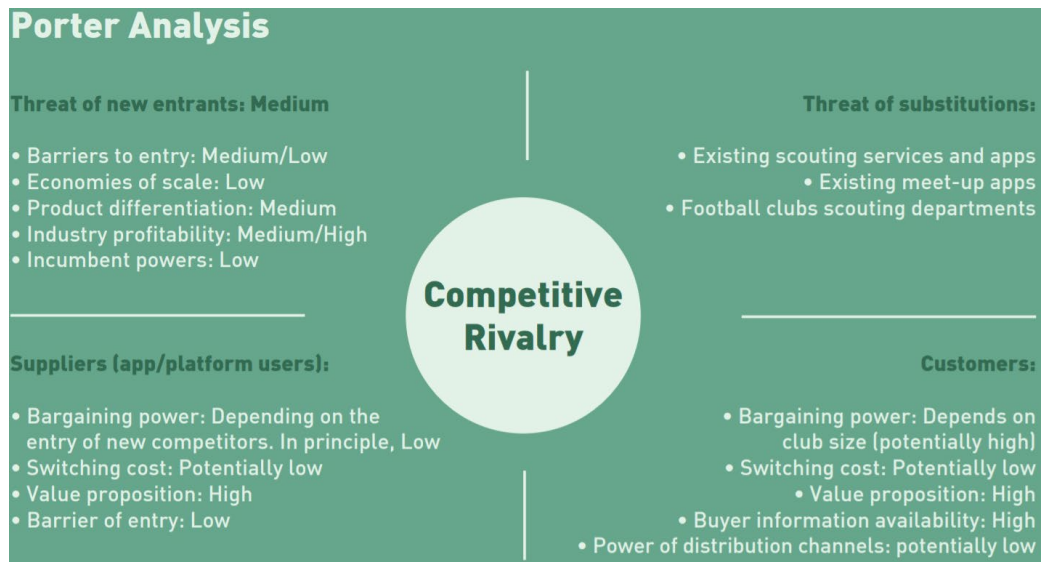 Porter Analysis
Threat of new entrants: Medium
• Barriers to entry: Medium/Low
• Economies of scale: Low
• Product differentiation: Medium
• Industry profitability: Medium/High
• Incumbent powers: Low
Threat of substitutions:
• Existing scouting services and apps
• Existing meet-up apps
• Football clubs scouting departments
Competitive
Rivalry
Suppliers (app/platform users):
• Bargaining power: Depending on the
entry of new competitors. In principle, Low
• Switching cost: Potentially low
• Value proposition: High
• Barrier of entry: Low
Customers:
• Bargaining power: Depends on
club size (potentially high)
• Switching cost: Potentially low
• Value proposition: High
• Buyer information availability: High
• Power of distribution channels: potentially low